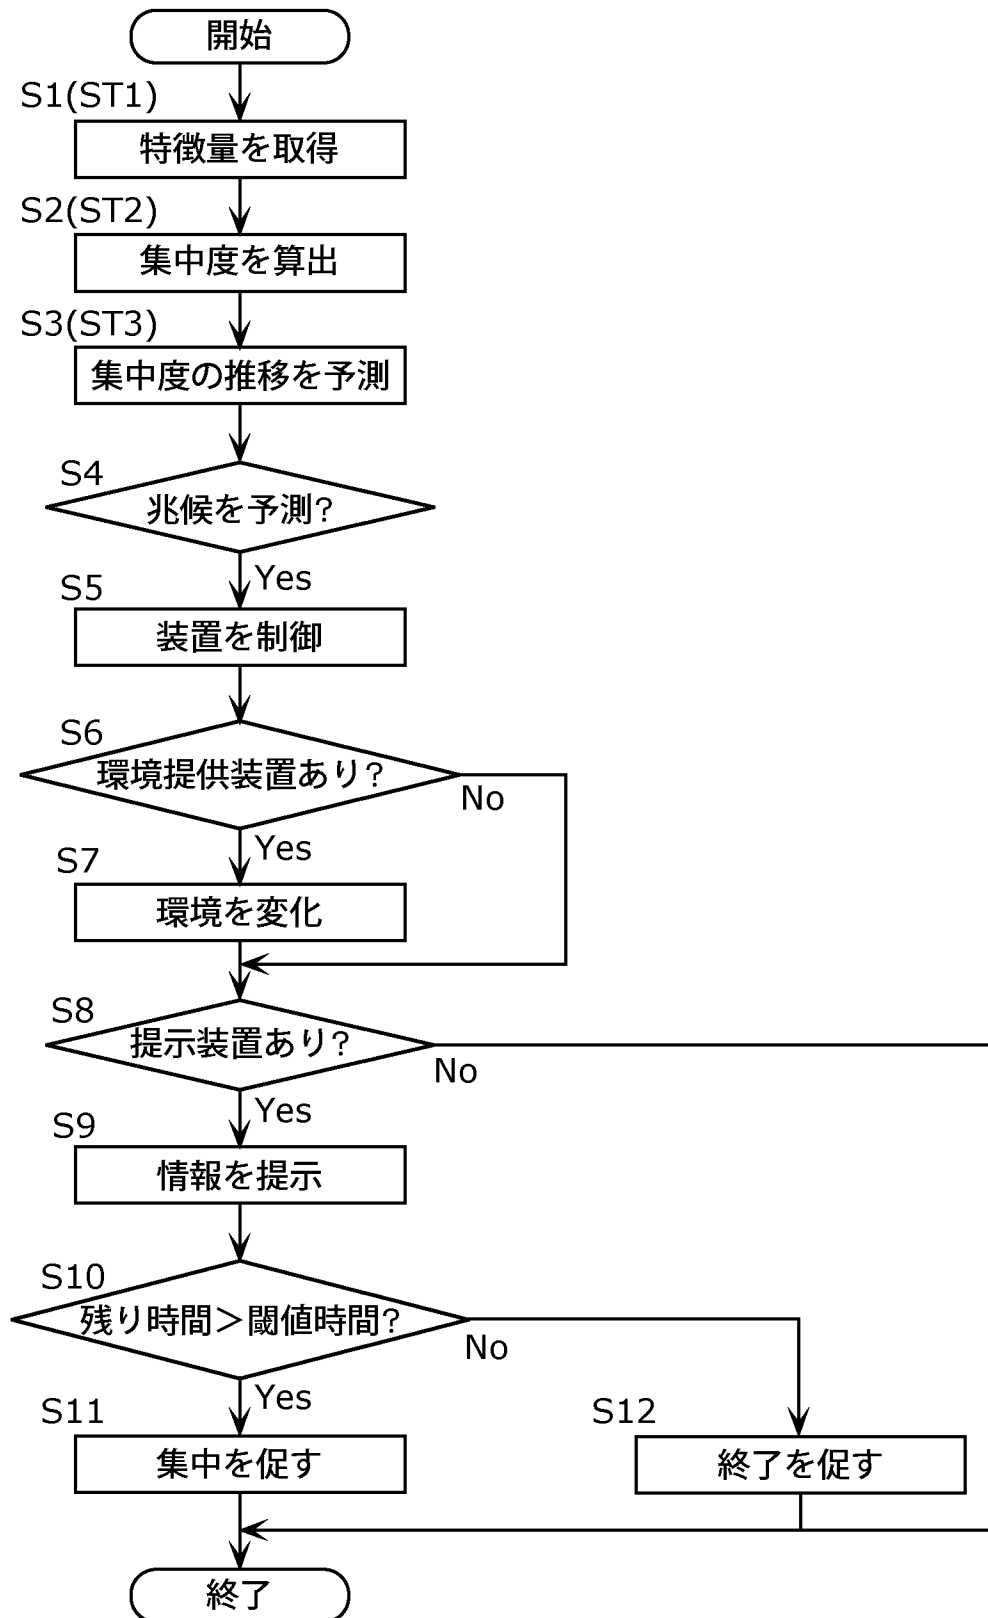 開始
S1(ST1)
特徴量を取得
S2(ST2)
集中度を算出
S3(ST3)
集中度の推移を予測
S4
兆候を予測?
Yes
S5
装置を制御
S6
環境提供装置あり?
No
Yes
S7
環境を変化
S8
提示装置あり?
No
Yes
S9
情報を提示
S10
残り時間＞閾値時間?
No
Yes
S11
集中を促す
S12
終了を促す
終了